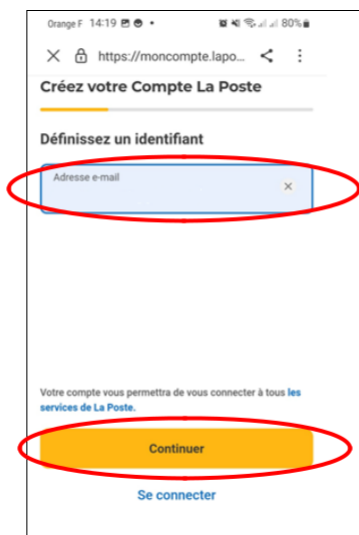 Orange F 14:19
80%
https://moncompte.lapo...
Créez votre Compte La Poste
Définissez un identifiant
Adresse e-mail
Votre compte vous permettra de vous connecter à tous les
services de La Poste.
Continuer
Se connecter